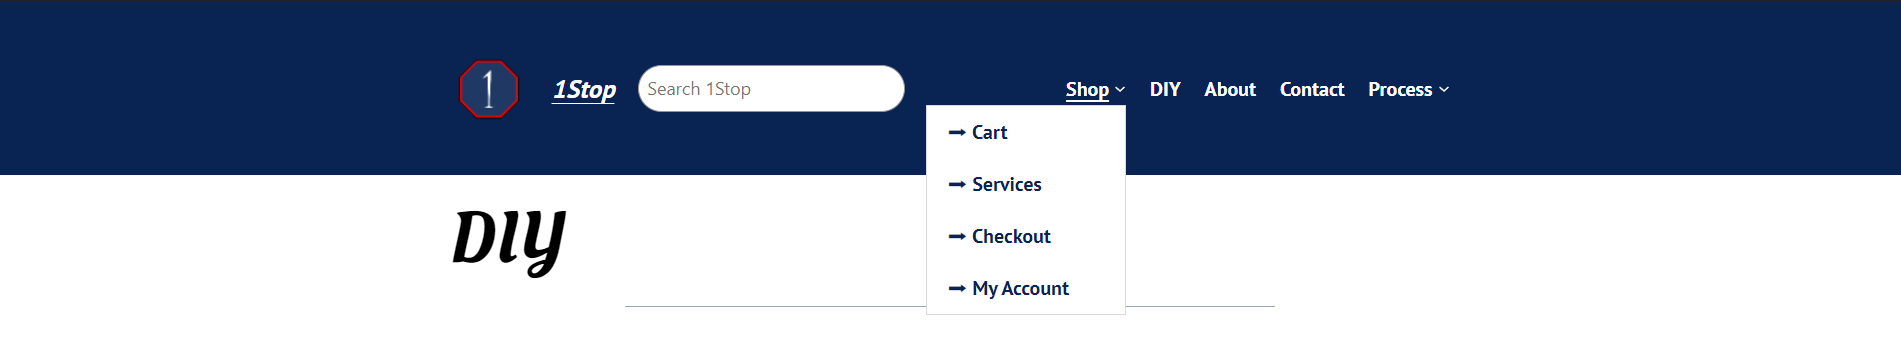 1 1Stop Search 1Stop Shop DIY About Contact Process
➞ Cart
➞ Services
➞ Checkout
➞ My Account
DIY